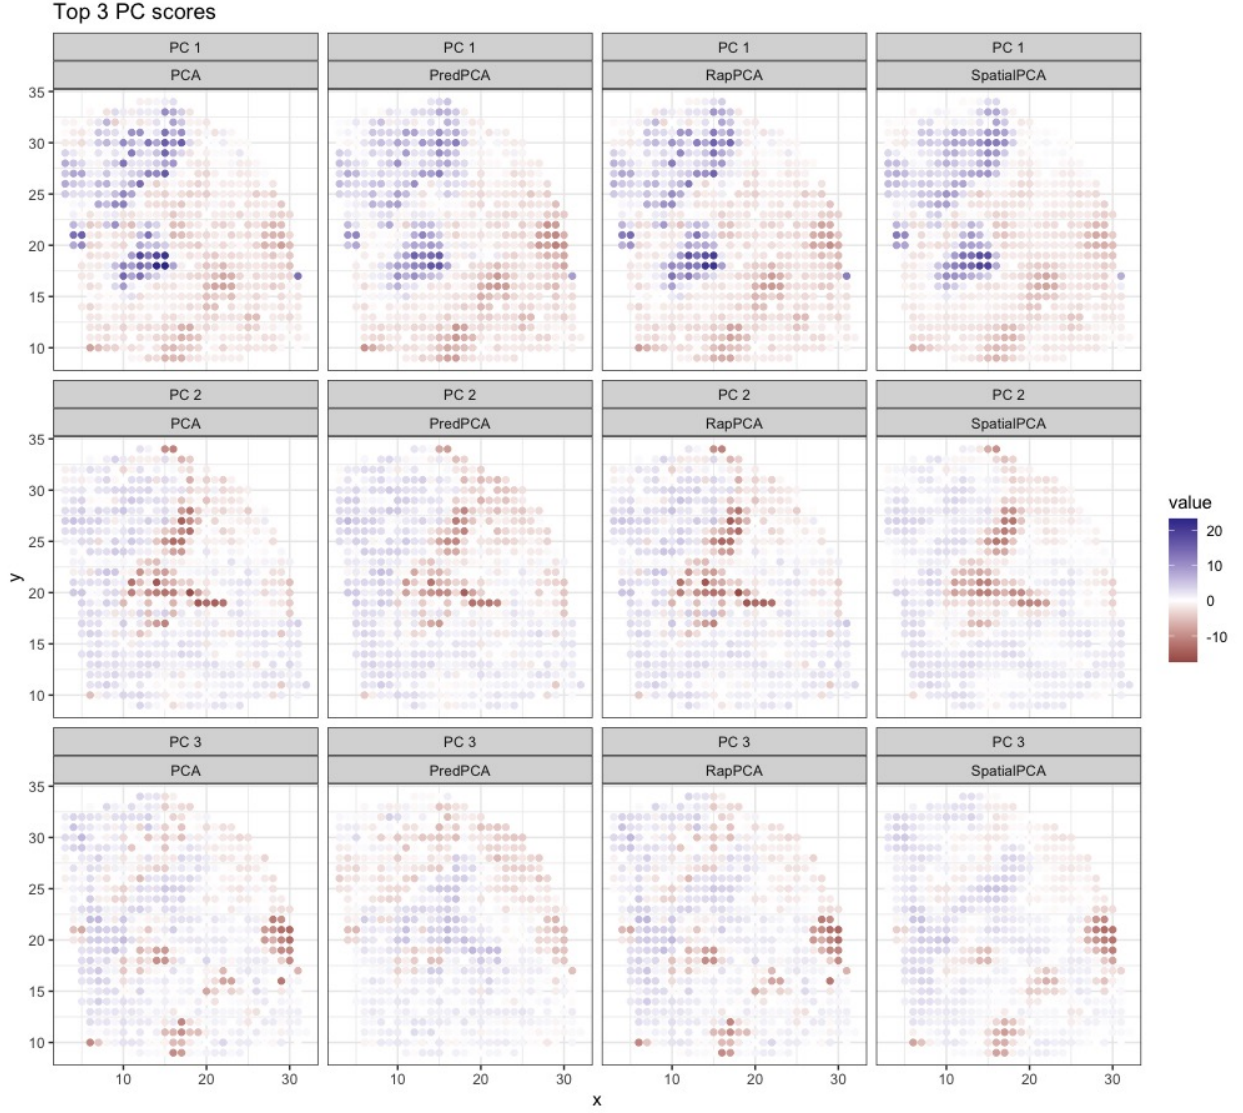 Top 3 PC scores
PC 1 PC 1 PC 1 PC 1
PCA PredPCA RapPCA SpatialPCA
35
30
25
20
15
10
PC 2 PC 2 PC 2 PC 2
PCA PredPCA RapPCA SpatialPCA
35
30
25
20
15
10
y
value
20
10
0
-10
PC 3 PC 3 PC 3 PC 3
PCA PredPCA RapPCA SpatialPCA
35
30
25
20
15
10
10 20 30 10 20 30 10 20 30 10 20 30
x